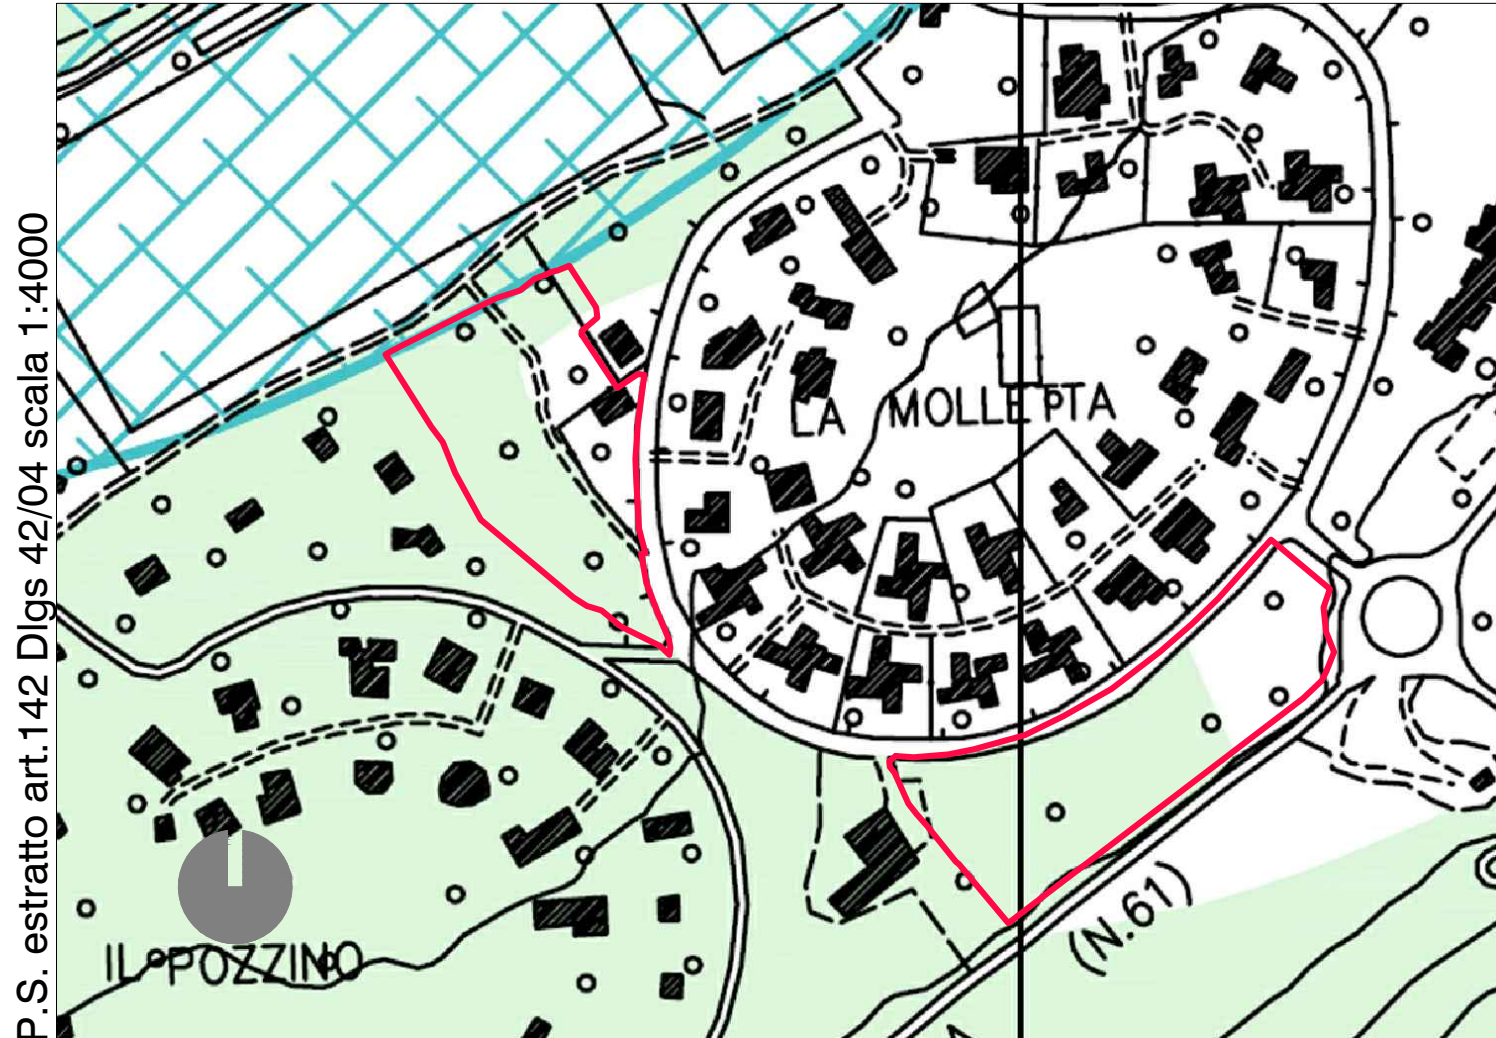 P.S. estratto art.142 Dlgs 42/04 scala 1:4000
LA MOLLETTA
IL POZZINO
(N.61)